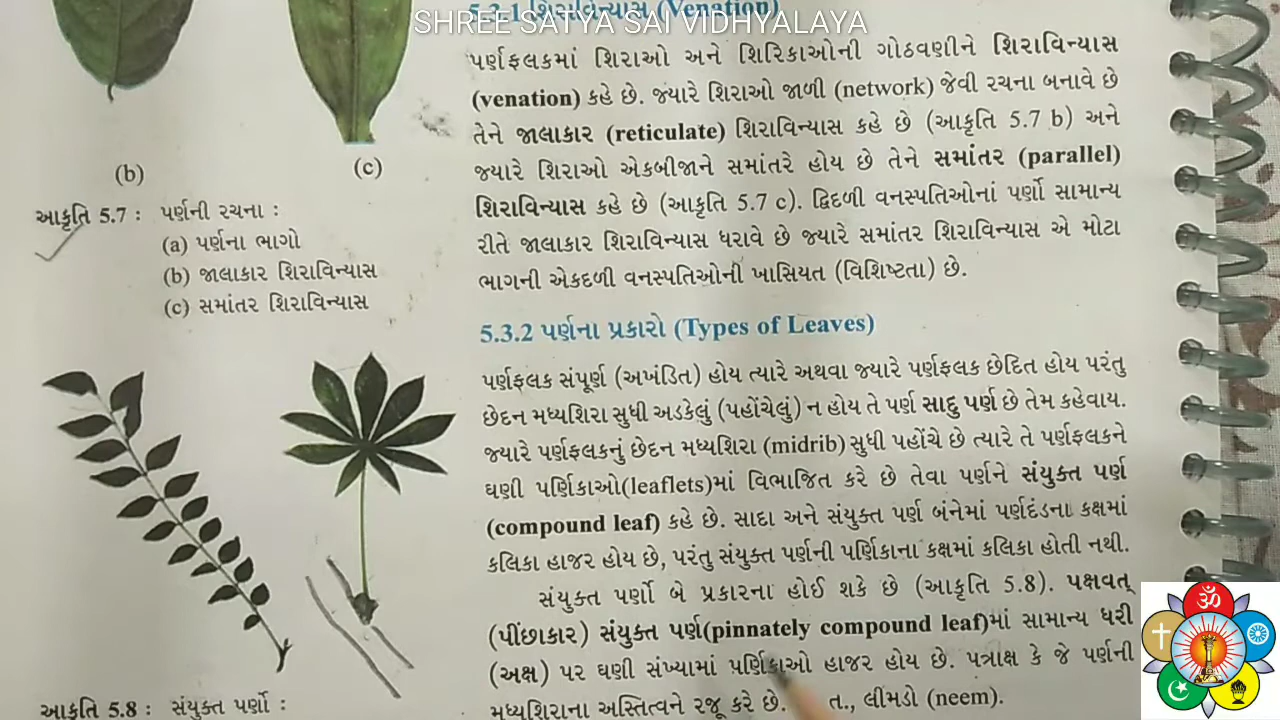 SHREE SATYA SAI VIDHYALAYA
5.3.1 શિરાવિન્યાસ (Venation)
પર્ણફલકમાં શિરાઓ અને શિરિકાઓની ગોઠવણીને શિરાવિન્યાસ
(venation) કહે છે. જ્યારે શિરાઓ જાળી (network) જેવી રચના બનાવે છે
તેને જાલાકાર (reticulate) શિરાવિન્યાસ કહે છે (આકૃતિ 5.7 b) અને
જ્યારે શિરાઓ એકબીજાને સમાંતરે હોય છે તેને સમાંતર (parallel)
શિરાવિન્યાસ કહે છે (આકૃતિ 5.7 c). દ્વિદળી વનસ્પતિઓનાં પર્ણો સામાન્ય
રીતે જાલાકાર શિરાવિન્યાસ ધરાવે છે જ્યારે સમાંતર શિરાવિન્યાસ એ મોટા
ભાગની એકદળી વનસ્પતિઓની ખાસિયત (વિશિષ્ટતા) છે.
(b)
(c)
આકૃતિ 5.7 : પર્ણની રચના :
(a) પર્ણના ભાગો
(b) જાલાકાર શિરાવિન્યાસ
(c) સમાંતર શિરાવિન્યાસ
5.3.2 પર્ણના પ્રકારો (Types of Leaves)
પર્ણફલક સંપૂર્ણ (અખંડિત) હોય ત્યારે અથવા જ્યારે પર્ણફલક છેદિત હોય પરંતુ
છેદન મધ્યશિરા સુધી અડકેલું (પહોંચેલું) ન હોય તે પર્ણ સાદુ પર્ણ છે તેમ કહેવાય.
જ્યારે પર્ણફલકનું છેદન મધ્યશિરા (midrib) સુધી પહોંચે છે ત્યારે તે પર્ણફલકને
ઘણી પર્ણિકાઓ(leaflets)માં વિભાજિત કરે છે તેવા પર્ણને સંયુક્ત પર્ણ
(compound leaf) કહે છે. સાદા અને સંયુક્ત પર્ણ બંનેમાં પર્ણદંડના કક્ષમાં
કલિકા હાજર હોય છે, પરંતુ સંયુક્ત પર્ણની પર્ણિકાના કક્ષમાં કલિકા હોતી નથી.
સંયુક્ત પર્ણો બે પ્રકારના હોઈ શકે છે (આકૃતિ 5.8). પક્ષવત્
(પીંછાકાર) સંયુક્ત પર્ણ(pinnately compound leaf)માં સામાન્ય ધરી
(અક્ષ) પર ઘણી સંખ્યામાં પર્ણિકાઓ હાજર હોય છે. પત્રાક્ષ કે જે પર્ણની
મધ્યશિરાના અસ્તિત્વને રજૂ કરે છે. ત., લીમડો (neem).
આકૃતિ 5.8 : સંયુક્ત પર્ણો :
ॐ